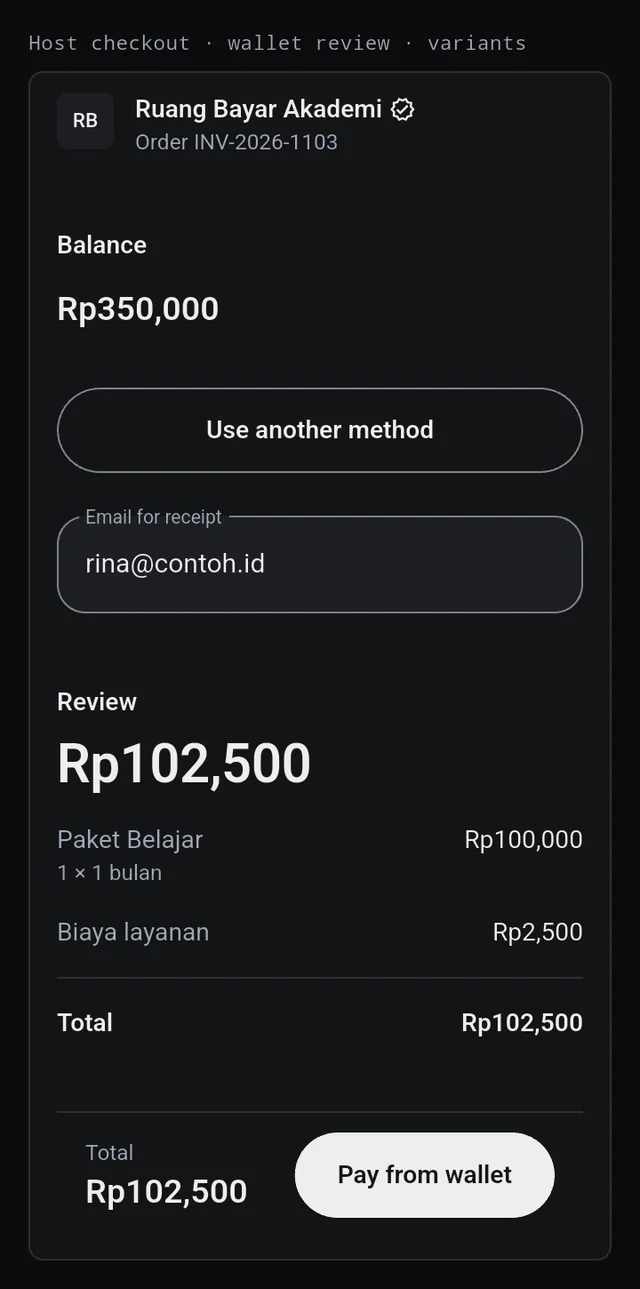 Host checkout · wallet review · variants
RB
Ruang Bayar Akademi
Order INV-2026-1103
Balance
Rp350,000
Use another method
Email for receipt
rina@contoh.id
Review
Rp102,500
Paket Belajar Rp100,000
1 × 1 bulan
Biaya layanan Rp2,500
Total Rp102,500
Total
Rp102,500
Pay from wallet